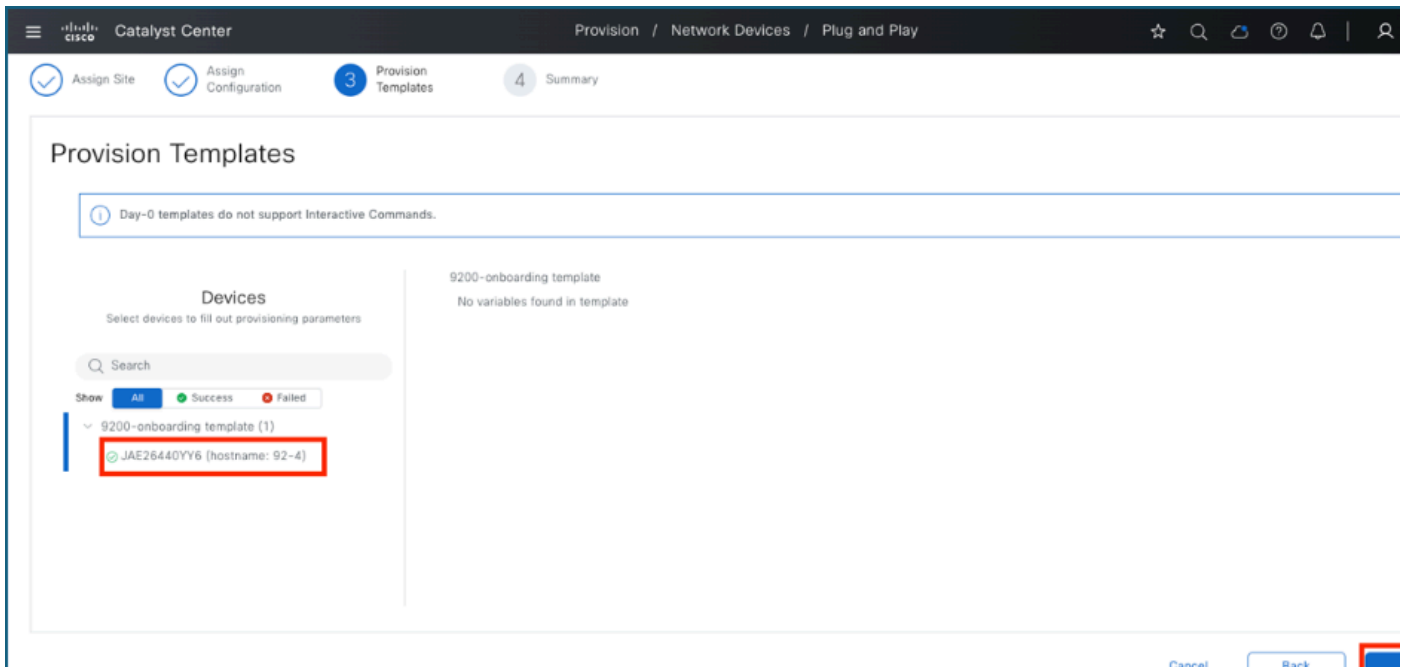 cisco Catalyst Center Provision / Network Devices / Plug and Play
Assign Site
Assign Configuration
3 Provision Templates
4 Summary
Provision Templates
Day-0 templates do not support Interactive Commands.
Devices
Select devices to fill out provisioning parameters
Search
Show All Success Failed
9200-onboarding template (1)
JAE26440YY6 (hostname: 92-4)
9200-onboarding template
No variables found in template
Cancel Back